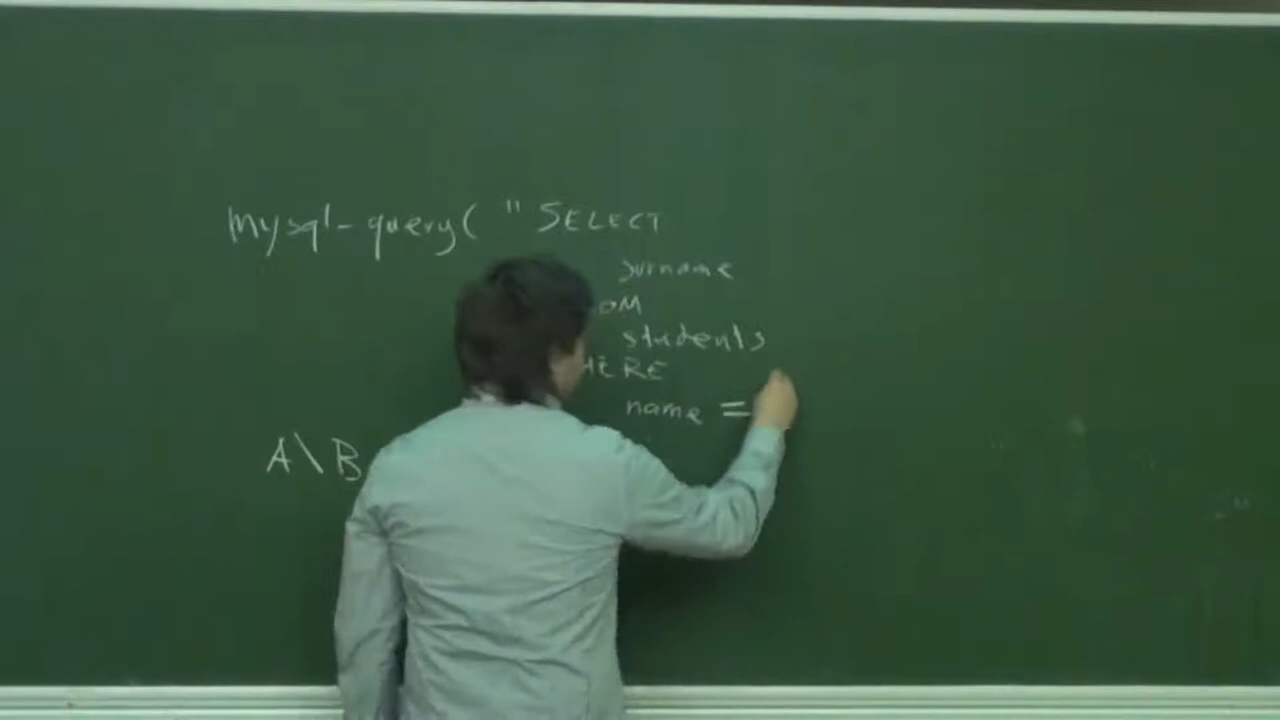 mysql-query( " SELECT
surname
OM
students
HERE
name =
A\B